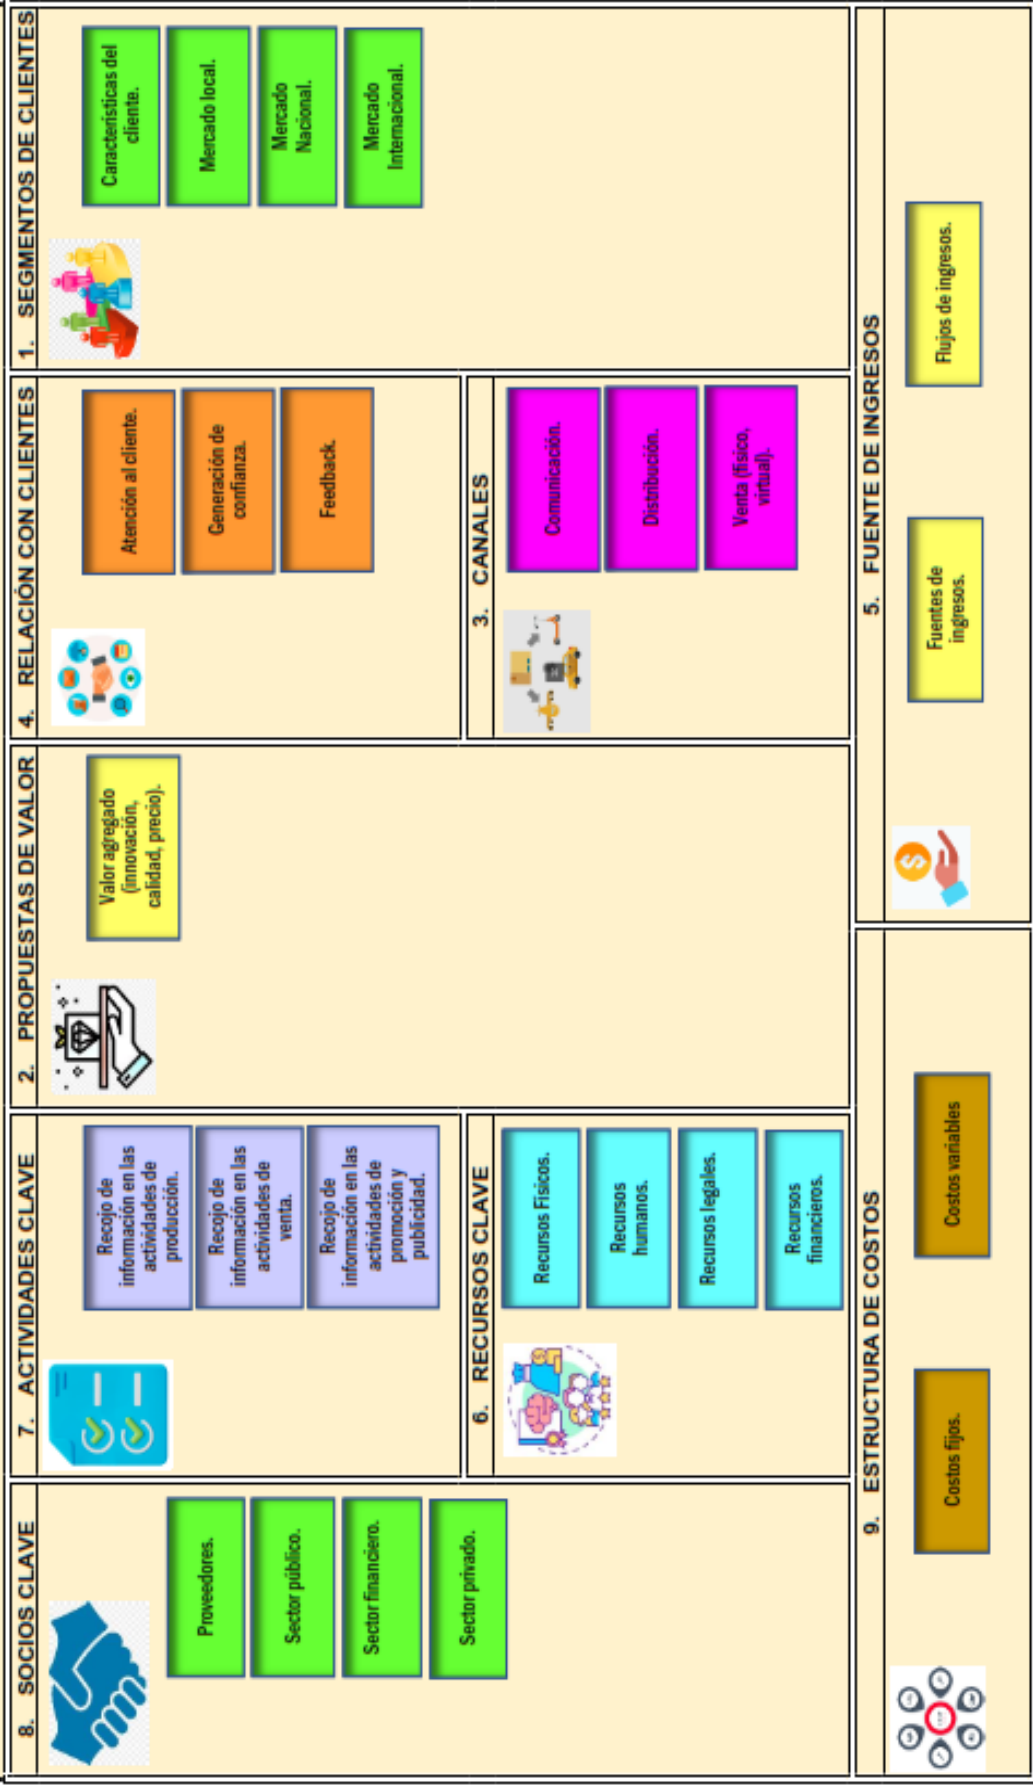 8. SOCIOS CLAVE
Proveedores.
Sector público.
Sector financiero.
Sector privado.
7. ACTIVIDADES CLAVE
Recojo de
información en las
actividades de
producción.
Recojo de
información en las
actividades de
venta.
Recojo de
información en las
actividades de
promoción y
publicidad.
6. RECURSOS CLAVE
Recursos Físicos.
Recursos
humanos.
Recursos legales.
Recursos
financieros.
2. PROPUESTAS DE VALOR
Valor agregado
(innovación,
calidad, precio).
4. RELACIÓN CON CLIENTES
Atención al cliente.
Generación de
confianza.
Feedback.
3. CANALES
Comunicación.
Distribución.
Venta (físico,
virtual).
1. SEGMENTOS DE CLIENTES
Características del
cliente.
Mercado local.
Mercado
Nacional.
Mercado
Internacional.
9. ESTRUCTURA DE COSTOS
Costos fijos.
Costos variables
5. FUENTE DE INGRESOS
Fuentes de
ingresos.
Flujos de ingresos.